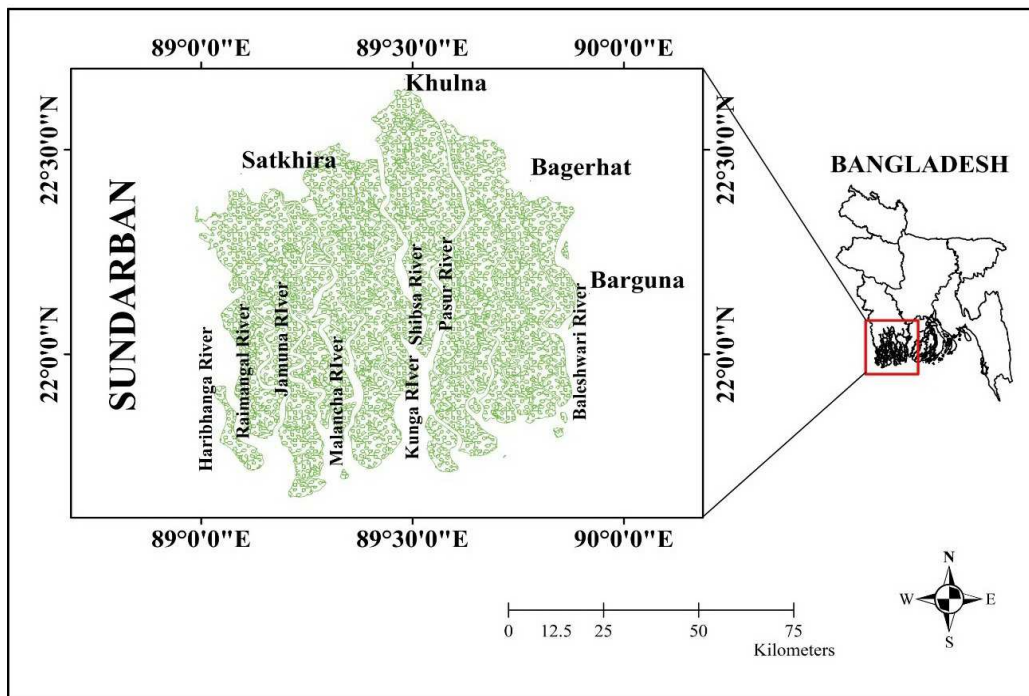 89°0'0"E
89°30'0"E
90°0'0"E
Khulna
Satkhira
Bagerhat
Barguna
SUNDARBAN
22°30'0"N
22°0'0"N
22°30'0"N
22°0'0"N
Haribhanga River
Raimangal River
Jamuna RIver
Malancha RIver
Kunga RIver
Shibsa River
Pasur River
Baleshwari River
89°0'0"E
89°30'0"E
90°0'0"E
BANGLADESH
N
W
E
S
0 12.5 25 50 75
Kilometers